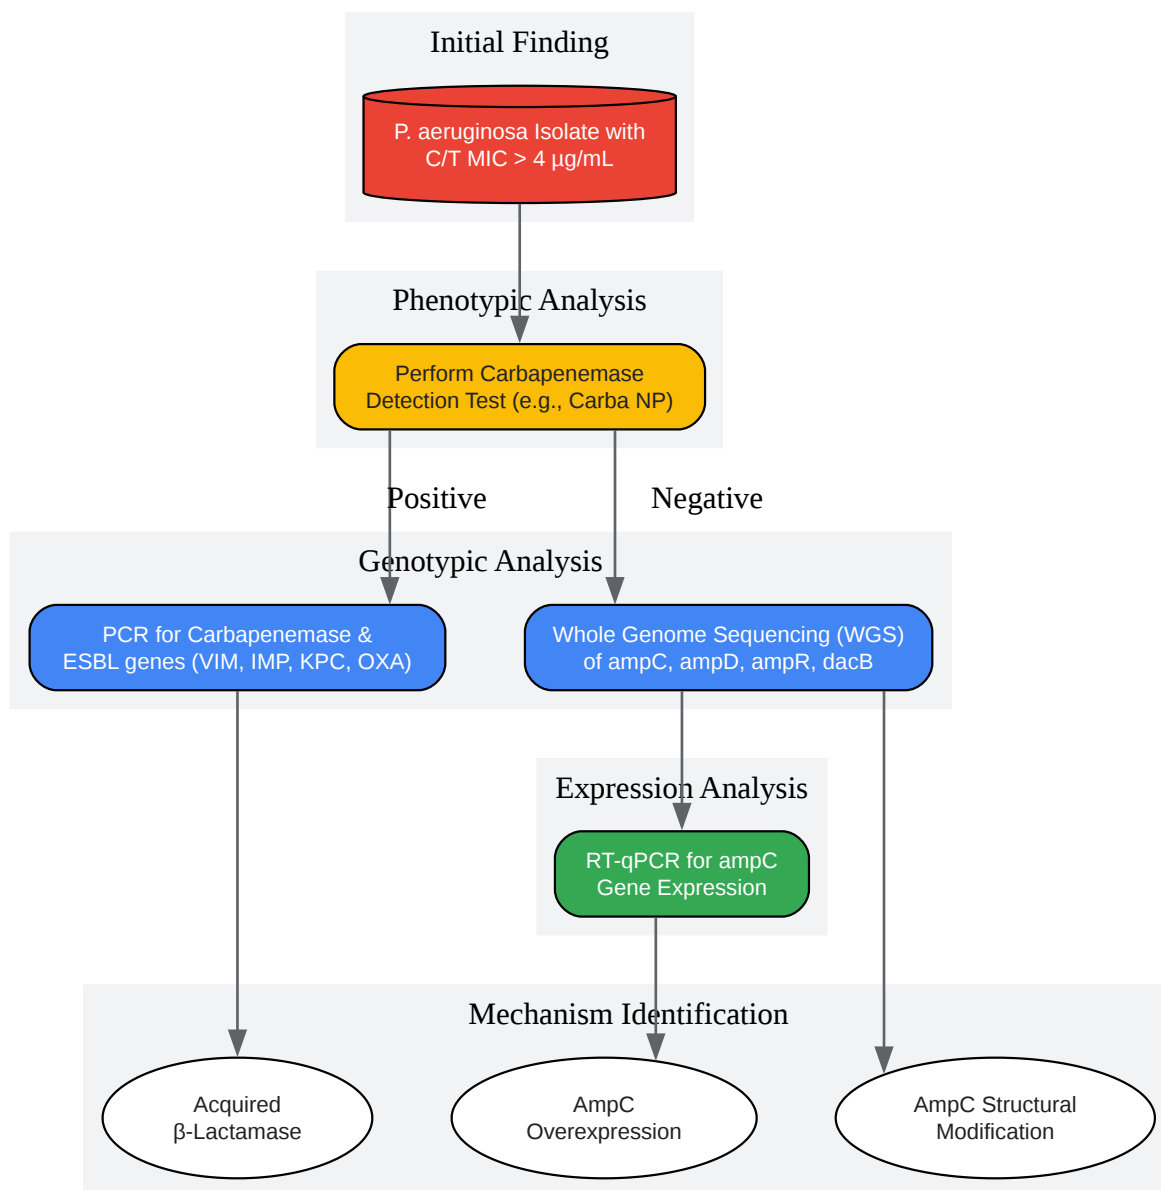 Initial Finding
P. aeruginosa Isolate with
C/T MIC > 4 µg/mL
Phenotypic Analysis
Perform Carbapenemase
Detection Test (e.g., Carba NP)
Positive
Negative
Genotypic Analysis
PCR for Carbapenemase &
ESBL genes (VIM, IMP, KPC, OXA)
Whole Genome Sequencing (WGS)
of ampC, ampD, ampR, dacB
Expression Analysis
RT-qPCR for ampC
Gene Expression
Mechanism Identification
Acquired
β-Lactamase
AmpC
Overexpression
AmpC Structural
Modification